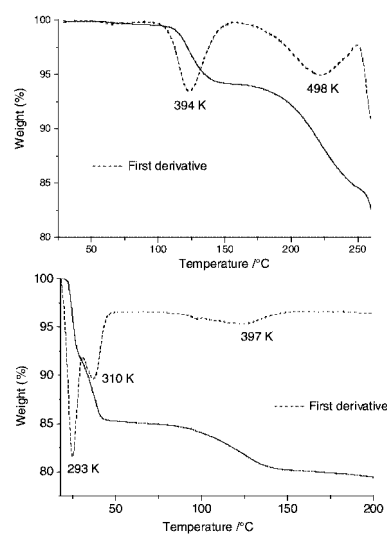 100
95
394 K
498 K
90
Weight (%)
First derivative
85
80
50
100
150
200
250
Temperature /°C
100
95
397 K
90
310 K
Weight (%)
First derivative
85
293 K
80
50
100
150
200
Temperature /°C